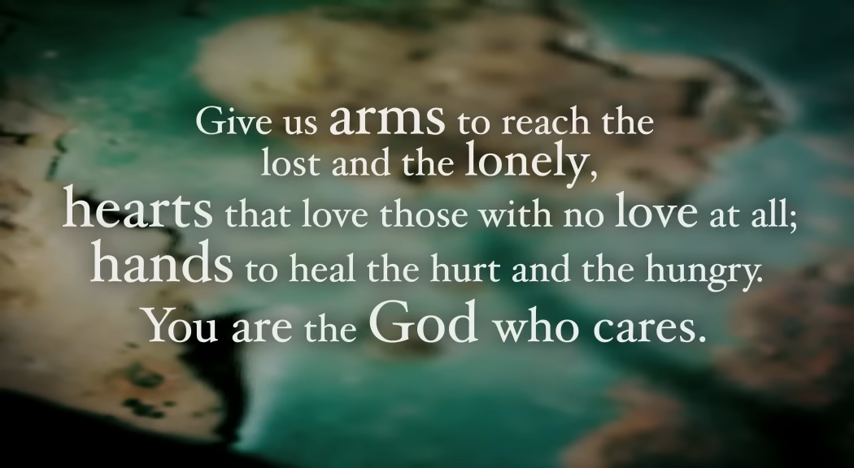 Give us arms to reach the
lost and the lonely,
hearts that love those with no love at all;
hands to heal the hurt and the hungry.
You are the God who cares.